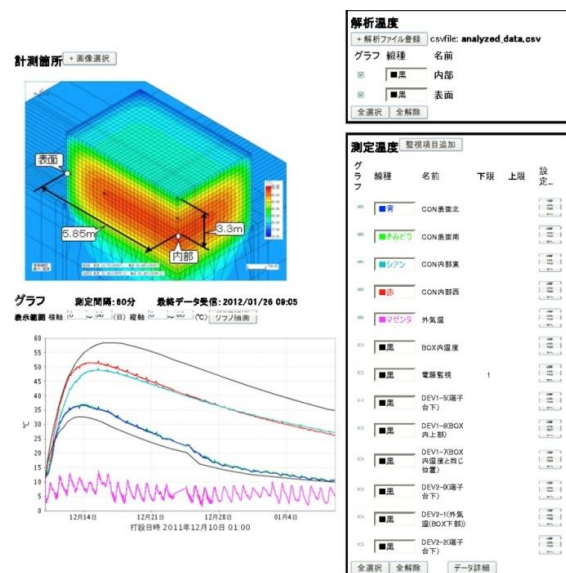 計測箇所 + 画像選択
表面
5.85m
3.3m
内部
グラフ 測定間隔:60分 最終データ受信:2012/01/26 09:05
表示範囲 横軸 (日) 縦軸 (℃)
60
55
50
45
40
35
30
25
20
15
10
5
0
℃
12月14日 12月21日 12月28日 01月04日
打設日時 2011年12月10日 01:00
解析温度
+ 解析ファイル登録 csvfile: analyzed_data.csv
グラフ 線種 名前
■黒 内部
■黒 表面
全選択 全解除
測定温度 監視項目追加
グラフ 線種 名前 下限 上限 設定
■青 CON表面北
■きみどり CON表面南
■シアン CON内部東
■赤 CON内部西
■マゼンタ 外気温
■黒 BOX内温度
■黒 電源監視 1
■黒 DEV1-5(端子
台下)
■黒 DEV1-6(BOX
内上部)
■黒 DEV1-7(BOX
内温度と同じ
位置)
■黒 DEV2-0(端子
台下)
■黒 DEV2-1(外気
温(BOX下部))
■黒 DEV2-2(端子
台下)
全選択 全解除 データ詳細